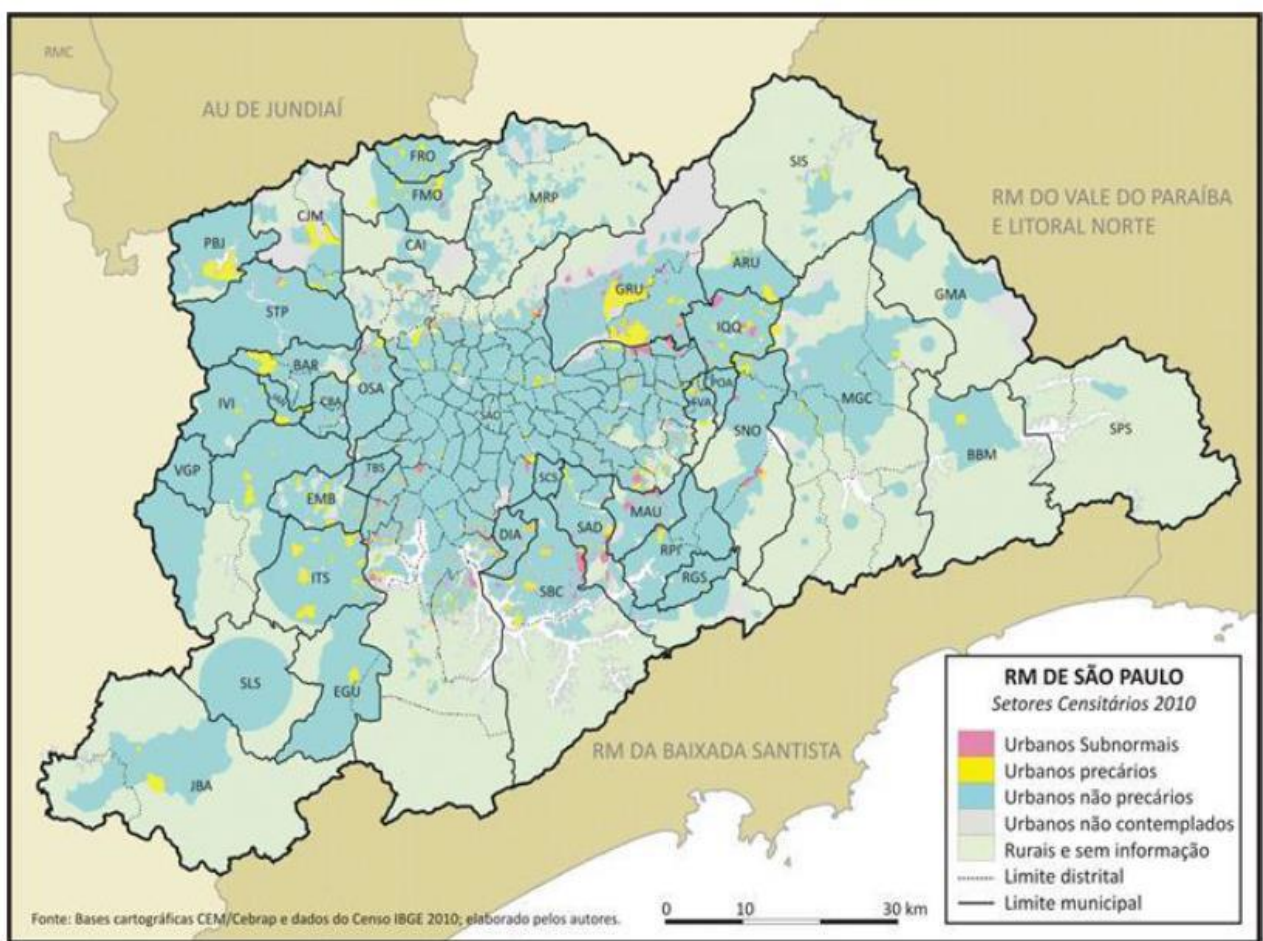 RMC
AU DE JUNDIAÍ
RM DO VALE DO PARAÍBA
E LITORAL NORTE
FRO
FMO
MRP
SIS
CJM
PBJ
CAI
ARU
GRU
GMA
STP
IQQ
BAR
OSA
CBA
IVI
POA
FVA
MGC
SAO
SNO
BBM
SPS
VGP
TBS
EMB
SCS
MAU
DIA
SAD
RPI
ITS
SBC
RGS
SLS
EGU
JBA
RM DA BAIXADA SANTISTA
RM DE SÃO PAULO
Setores Censitários 2010
Urbanos Subnormais
Urbanos precários
Urbanos não precários
Urbanos não contemplados
Rurais e sem informação
Limite distrital
Limite municipal
Fonte: Bases cartográficas CEM/Cebrap e dados do Censo IBGE 2010; elaborado pelos autores.
0 10 30 km